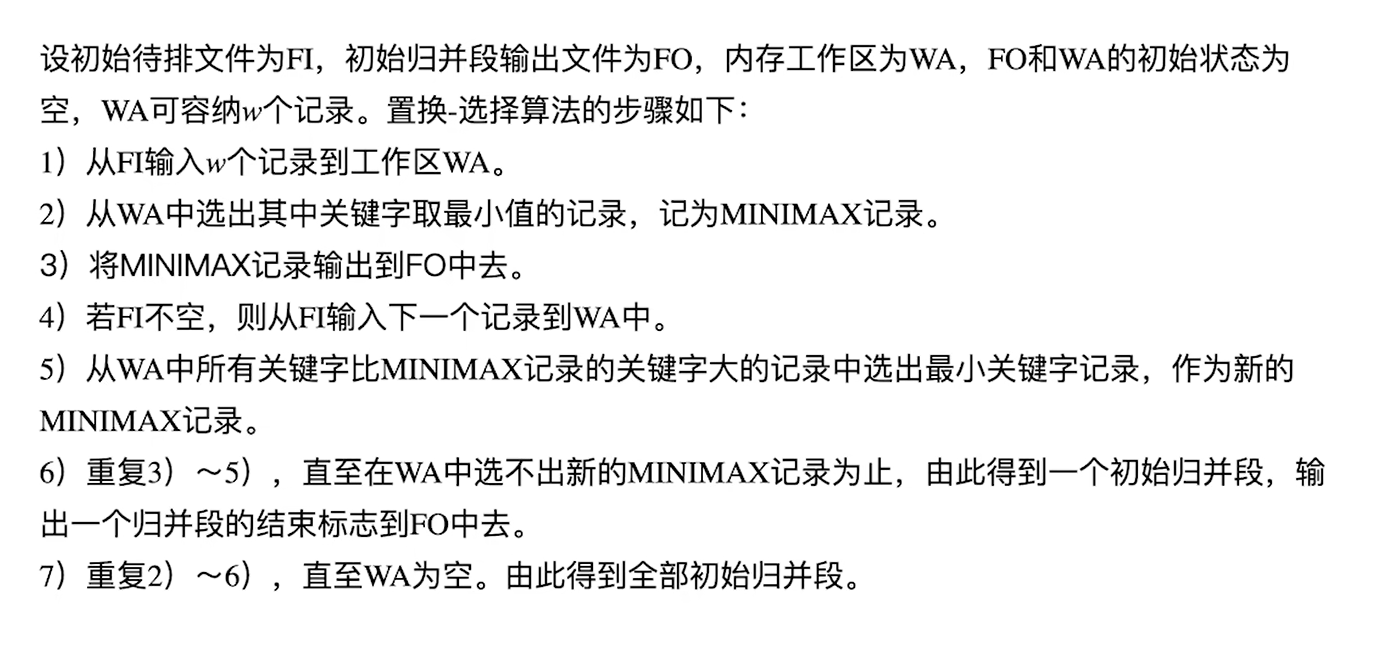 设初始待排文件为FI，初始归并段输出文件为FO，内存工作区为WA，FO和WA的初始状态为
空，WA可容纳w个记录。置换-选择算法的步骤如下：
1）从FI输入w个记录到工作区WA。
2）从WA中选出其中关键字取最小值的记录，记为MINIMAX记录。
3）将MINIMAX记录输出到FO中去。
4）若FI不空，则从FI输入下一个记录到WA中。
5）从WA中所有关键字比MINIMAX记录的关键字大的记录中选出最小关键字记录，作为新的
MINIMAX记录。
6）重复3）～5），直至在WA中选不出新的MINIMAX记录为止，由此得到一个初始归并段，输
出一个归并段的结束标志到FO中去。
7）重复2）～6），直至WA为空。由此得到全部初始归并段。